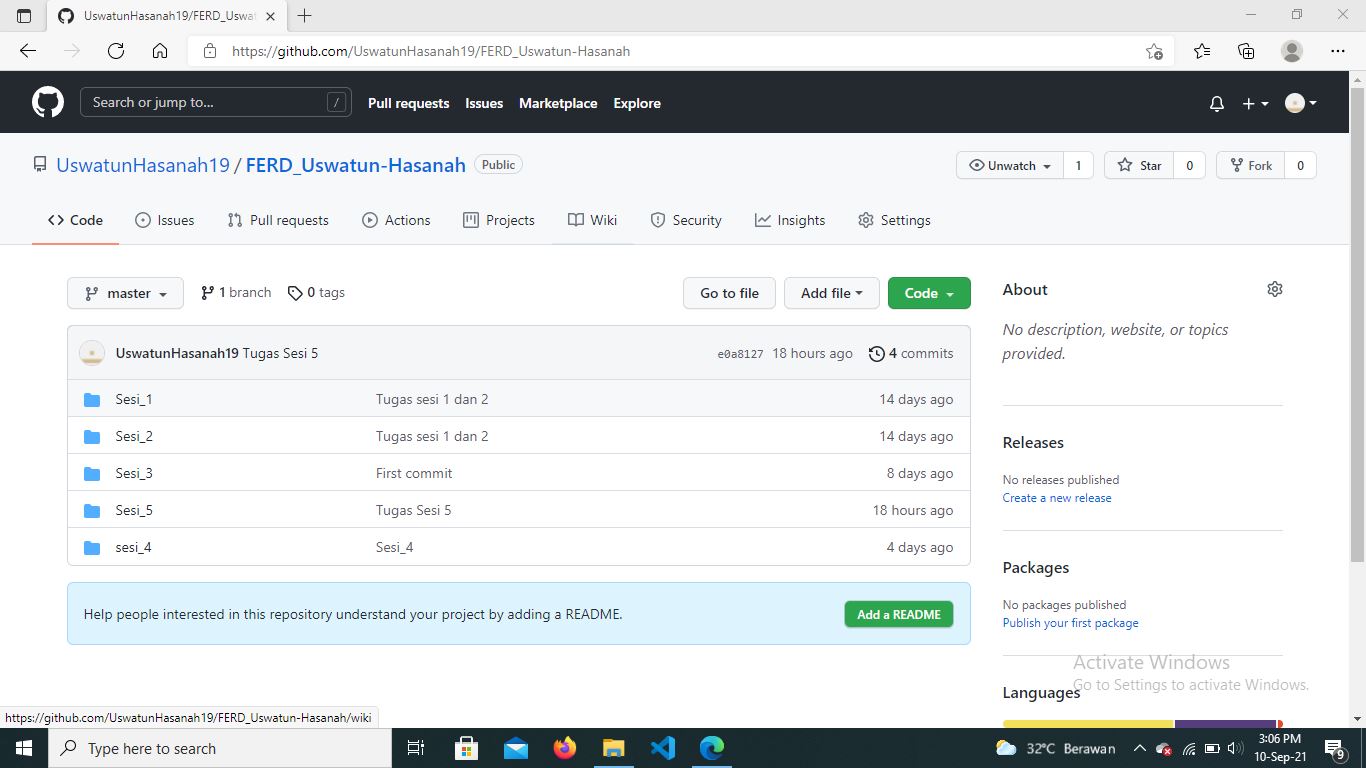 UswatunHasanah19/FERD_Uswat
https://github.com/UswatunHasanah19/FERD_Uswatun-Hasanah
Search or jump to... / Pull requests Issues Marketplace Explore
UswatunHasanah19 / FERD_Uswatun-Hasanah Public Unwatch 1 Star 0 Fork 0
Code Issues Pull requests Actions Projects Wiki Security Insights Settings
master 1 branch 0 tags Go to file Add file Code
UswatunHasanah19 Tugas Sesi 5 e0a8127 18 hours ago 4 commits
Sesi_1 Tugas sesi 1 dan 2 14 days ago
Sesi_2 Tugas sesi 1 dan 2 14 days ago
Sesi_3 First commit 8 days ago
Sesi_5 Tugas Sesi 5 18 hours ago
sesi_4 Sesi_4 4 days ago
Help people interested in this repository understand your project by adding a README. Add a README
About
No description, website, or topics
provided.
Releases
No releases published
Create a new release
Packages
No packages published
Publish your first package
Languages
Activate Windows
Go to Settings to activate Windows.
https://github.com/UswatunHasanah19/FERD_Uswatun-Hasanah/wiki
Type here to search
32°C Berawan
3:06 PM
10-Sep-21
9